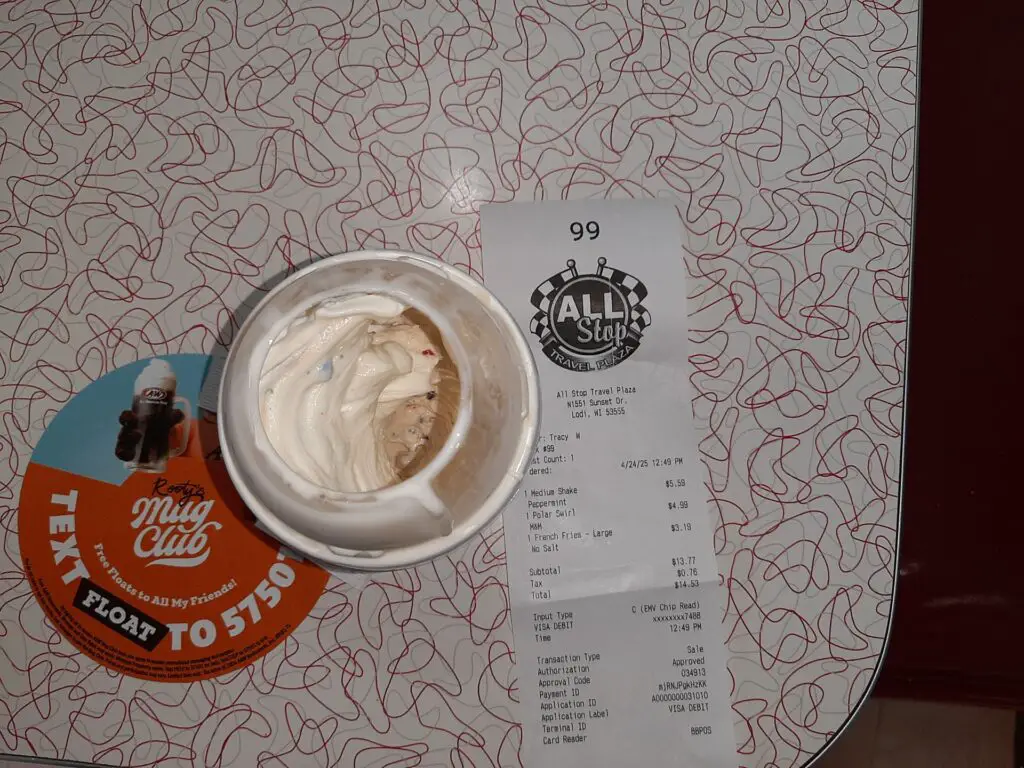 99
ALL
Stop
TRAVEL PLAZA
All Stop Travel Plaza
N1551 Sunset Dr.
Lodi, WI 53555
r: Tracy W
#99
st Count: 1
dered: 4/24/25 12:49 PM
1 Medium Shake $5.59
Peppermint
1 Polar Swirl $4.99
M&M
1 French Fries - Large $3.19
No Salt
Subtotal $13.77
Tax $0.76
Total $14.53
Input Type C (EMV Chip Read)
VISA DEBIT xxxxxxxx7468
Time 12:49 PM
Transaction Type Sale
Authorization Approved
Approval Code 034913
Payment ID mjRNJPgkHzKK
Application ID A0000000031010
Application Label VISA DEBIT
Terminal ID
Card Reader BBPOS
Rooty's
Mug
Club
Free Floats to All My Friends!
TEXT
FLOAT
TO 5750